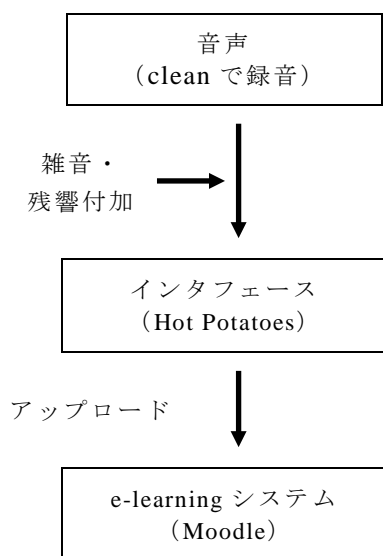 音声
（clean で録音）
雑音・
残響付加
インタフェース
（Hot Potatoes）
アップロード
e-learning システム
（Moodle）